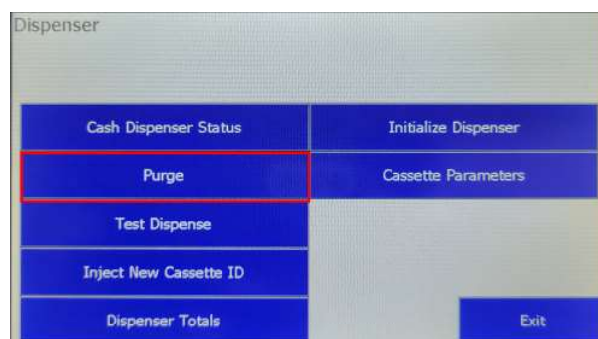 Dispenser
Cash Dispenser Status
Initialize Dispenser
Purge
Cassette Parameters
Test Dispense
Inject New Cassette ID
Dispenser Totals
Exit